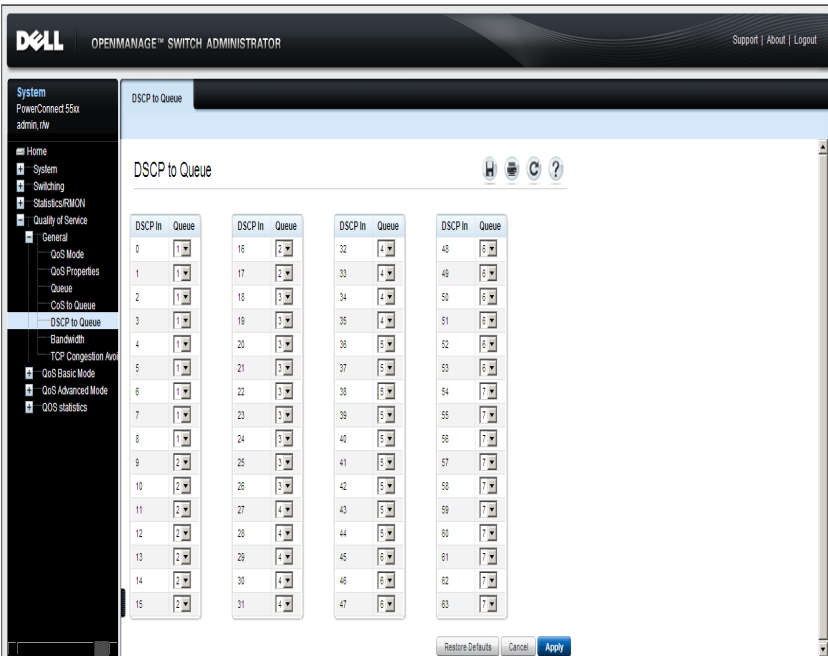 DELL OPENMANAGE™ SWITCH ADMINISTRATOR
Support | About | Logout
System
PowerConnect 55xx
admin, r/w
Home
System
Switching
Statistics/RMON
Quality of Service
General
QoS Mode
QoS Properties
Queue
CoS to Queue
DSCP to Queue
Bandwidth
TCP Congestion Avoi
QoS Basic Mode
QoS Advanced Mode
QOS statistics
DSCP to Queue
DSCP to Queue
DSCP In Queue DSCP In Queue DSCP In Queue DSCP In Queue
0 1 16 2 32 4 48 6
1 1 17 2 33 4 49 6
2 1 18 3 34 4 50 6
3 1 19 3 35 4 51 6
4 1 20 3 36 5 52 6
5 1 21 3 37 5 53 6
6 1 22 3 38 5 54 7
7 1 23 3 39 5 55 7
8 1 24 3 40 5 56 7
9 2 25 3 41 5 57 7
10 2 26 3 42 5 58 7
11 2 27 4 43 5 59 7
12 2 28 4 44 5 60 7
13 2 29 4 45 6 61 7
14 2 30 4 46 6 62 7
15 2 31 4 47 6 63 7
Restore Defaults Cancel Apply